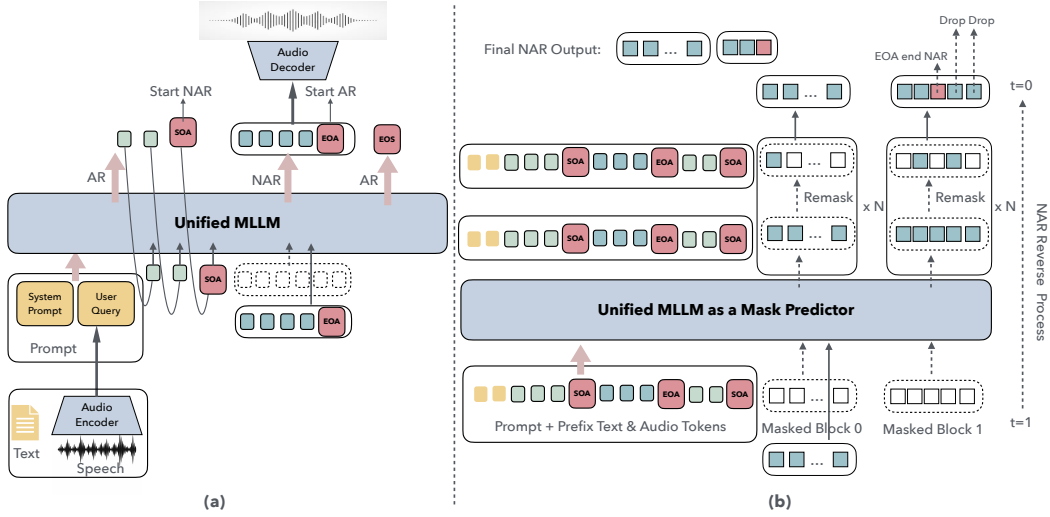 Audio
Decoder
Start NAR
Start AR
SOA
EOA
EOS
AR
NAR
AR
Unified MLLM
System
Prompt
User
Query
SOA
EOA
Prompt
Audio
Encoder
Text
Speech
(a)
Final NAR Output:
Drop Drop
EOA end NAR
t=0
SOA
EOA
SOA
Remask
x N
Remask
x N
SOA
EOA
SOA
NAR Reverse Process
Unified MLLM as a Mask Predictor
SOA
EOA
SOA
Prompt + Prefix Text & Audio Tokens
Masked Block 0
Masked Block 1
t=1
(b)